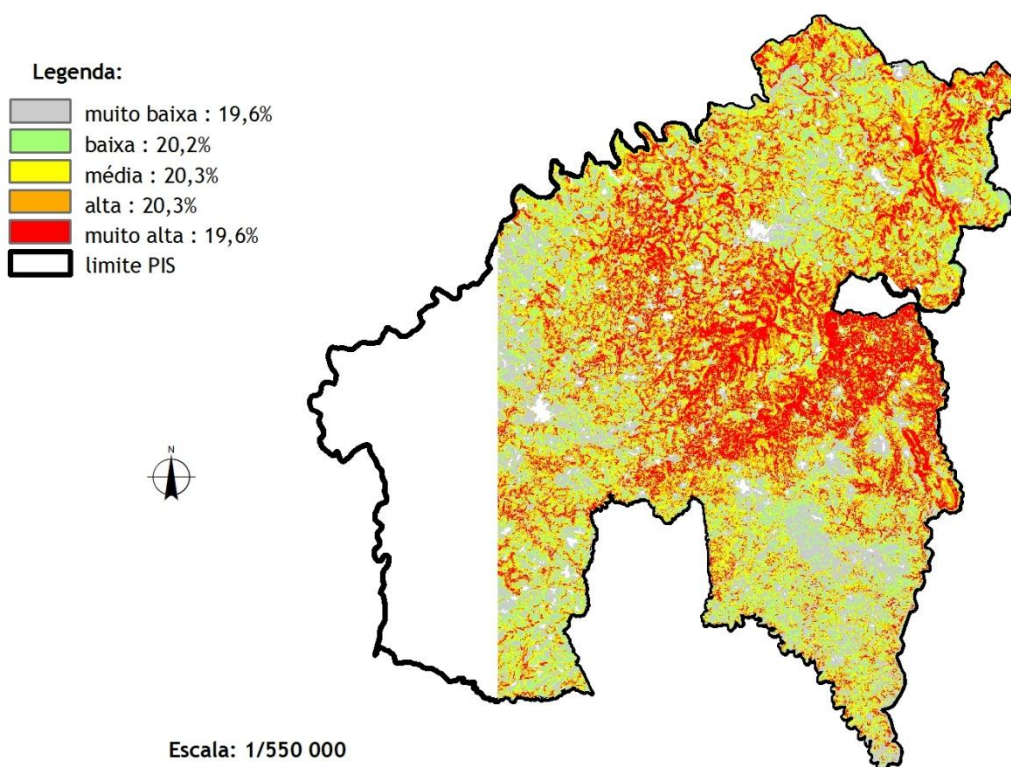 Legenda:
muito baixa : 19,6%
baixa : 20,2%
média : 20,3%
alta : 20,3%
muito alta : 19,6%
limite PIS
N
Escala: 1/550 000